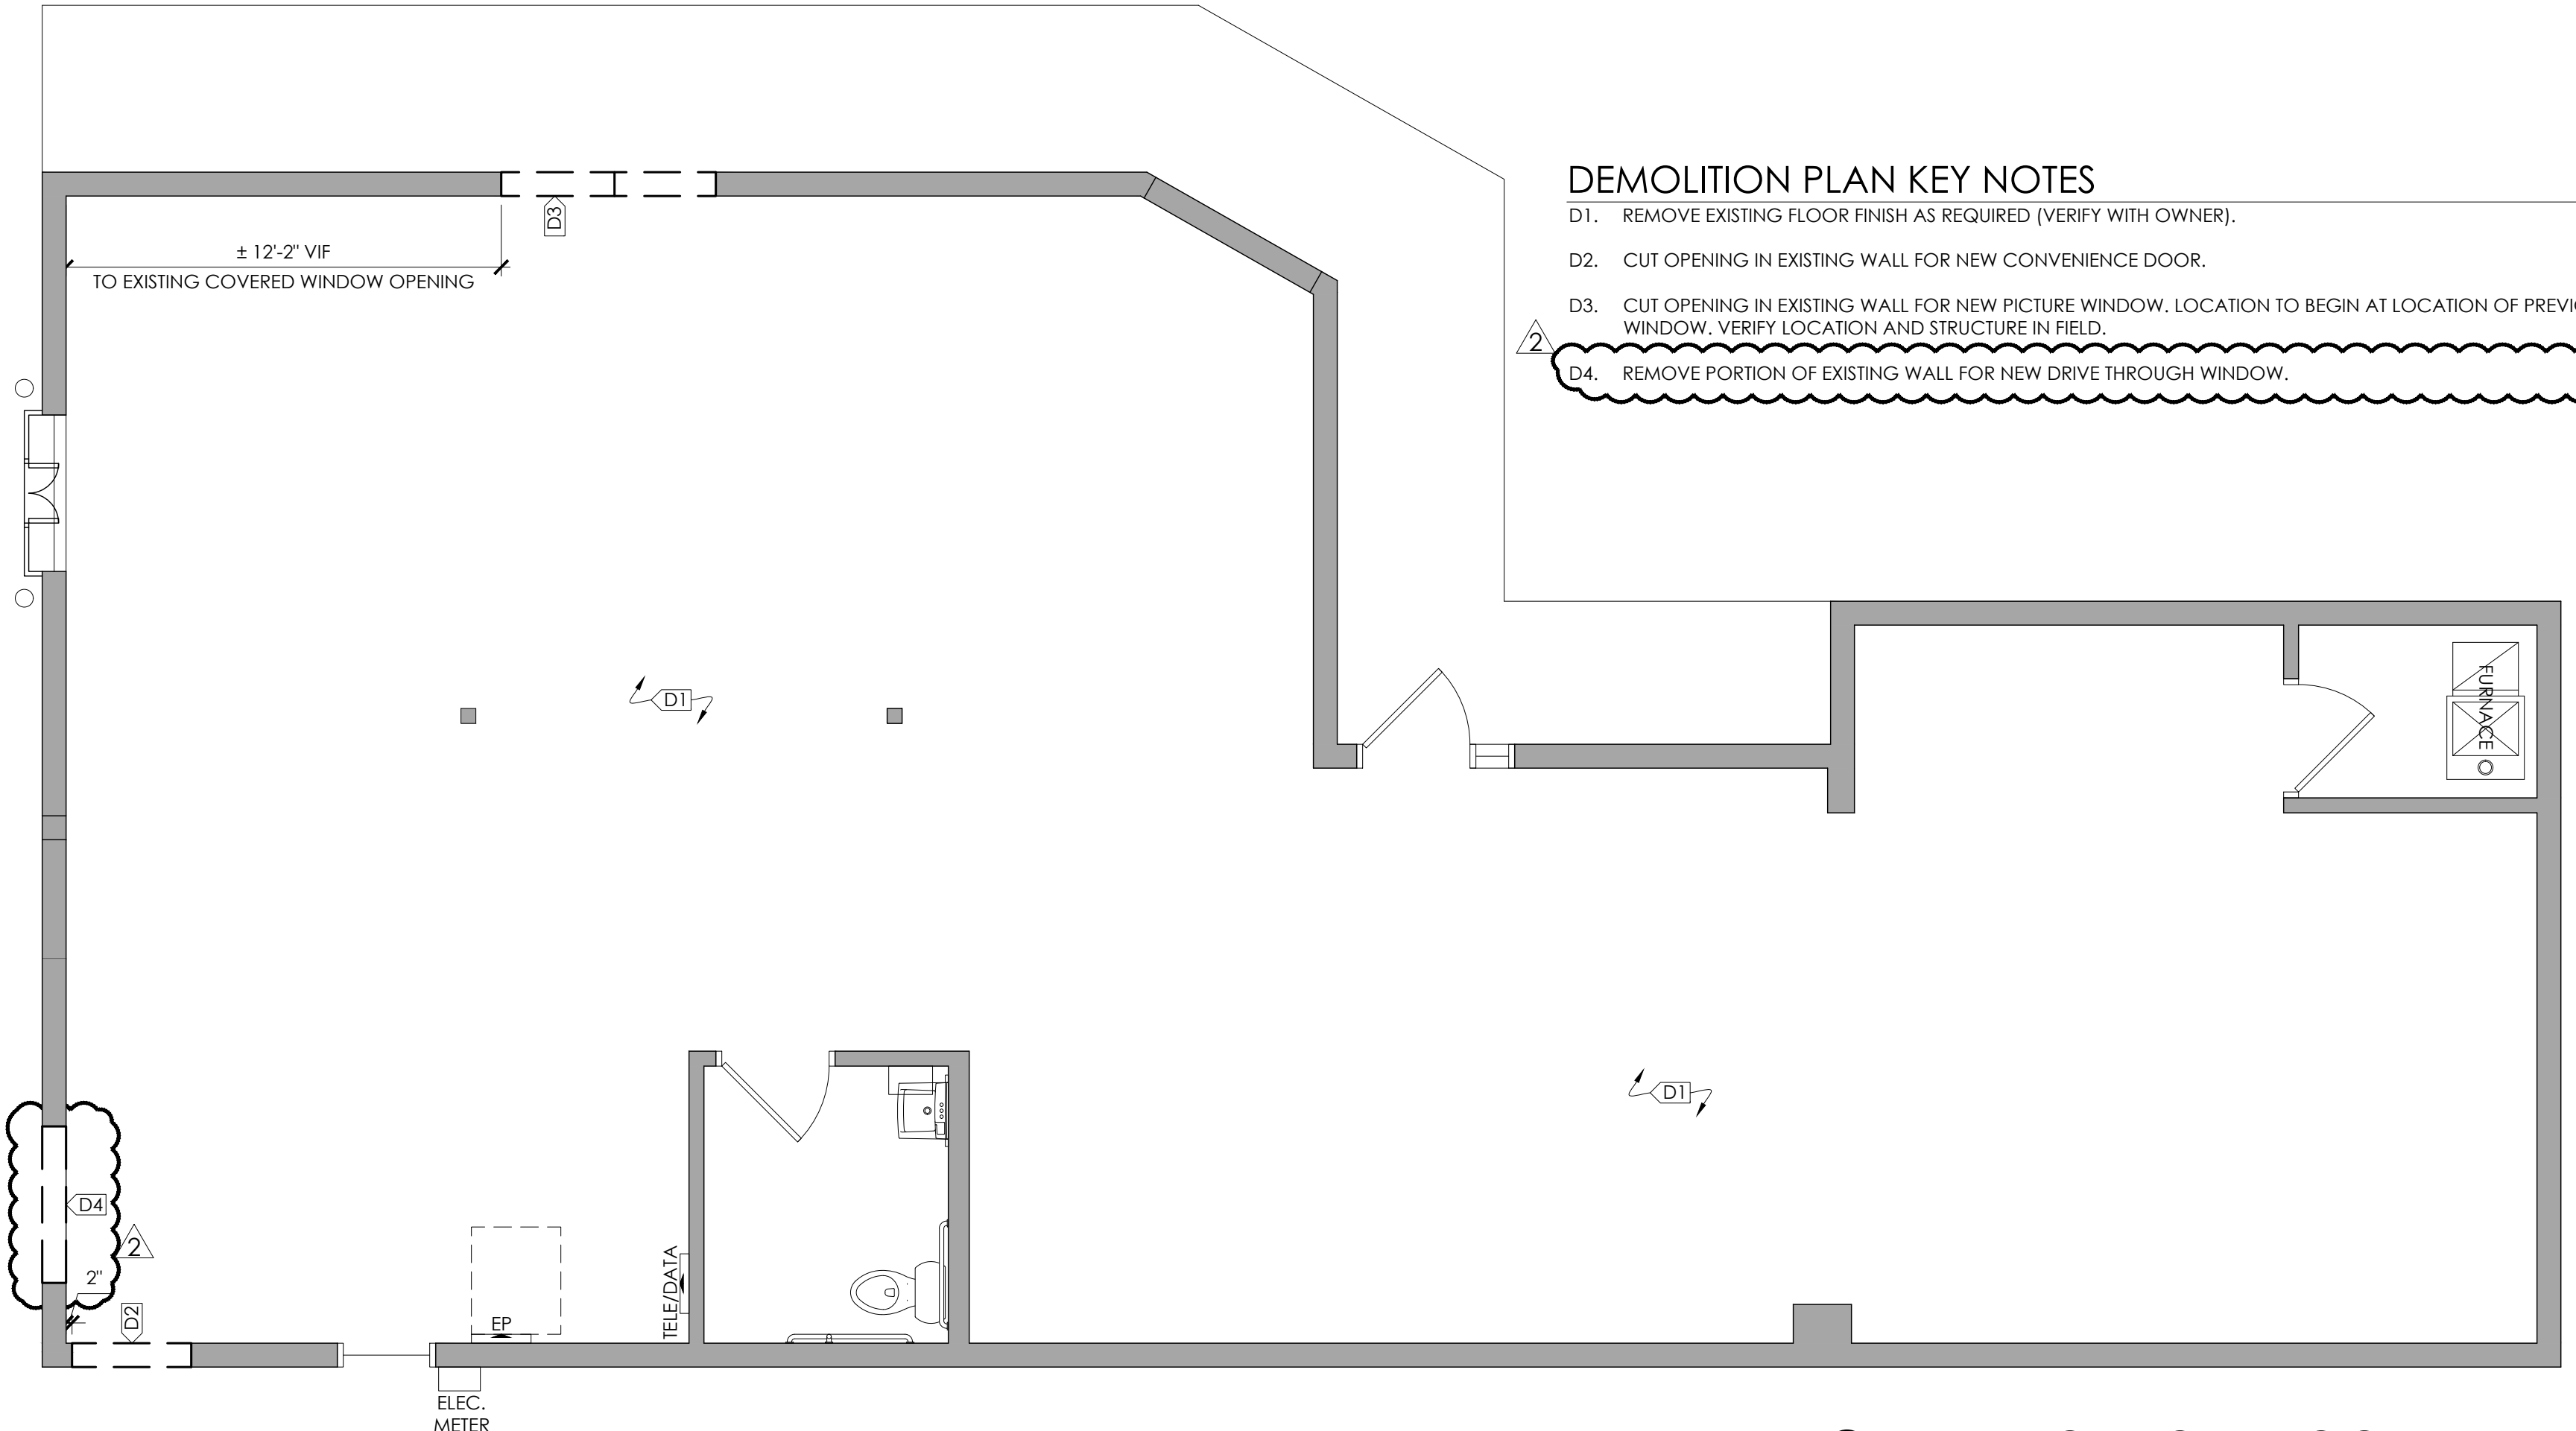 DEMOLITION PLAN KEY NOTES
D1. REMOVE EXISTING FLOOR FINISH AS REQUIRED (VERIFY WITH OWNER).
D2. CUT OPENING IN EXISTING WALL FOR NEW CONVENIENCE DOOR.
D3. CUT OPENING IN EXISTING WALL FOR NEW PICTURE WINDOW. LOCATION TO BEGIN AT LOCATION OF
WINDOW. VERIFY LOCATION AND STRUCTURE IN FIELD.
2
D4. REMOVE PORTION OF EXISTING WALL FOR NEW DRIVE THROUGH WINDOW.
D3
± 12'-2" VIF
TO EXISTING COVERED WINDOW OPENING
D1
FURNACE
D1
D4
2
2"
D2
EP
TELE/DATA
ELEC.
METER